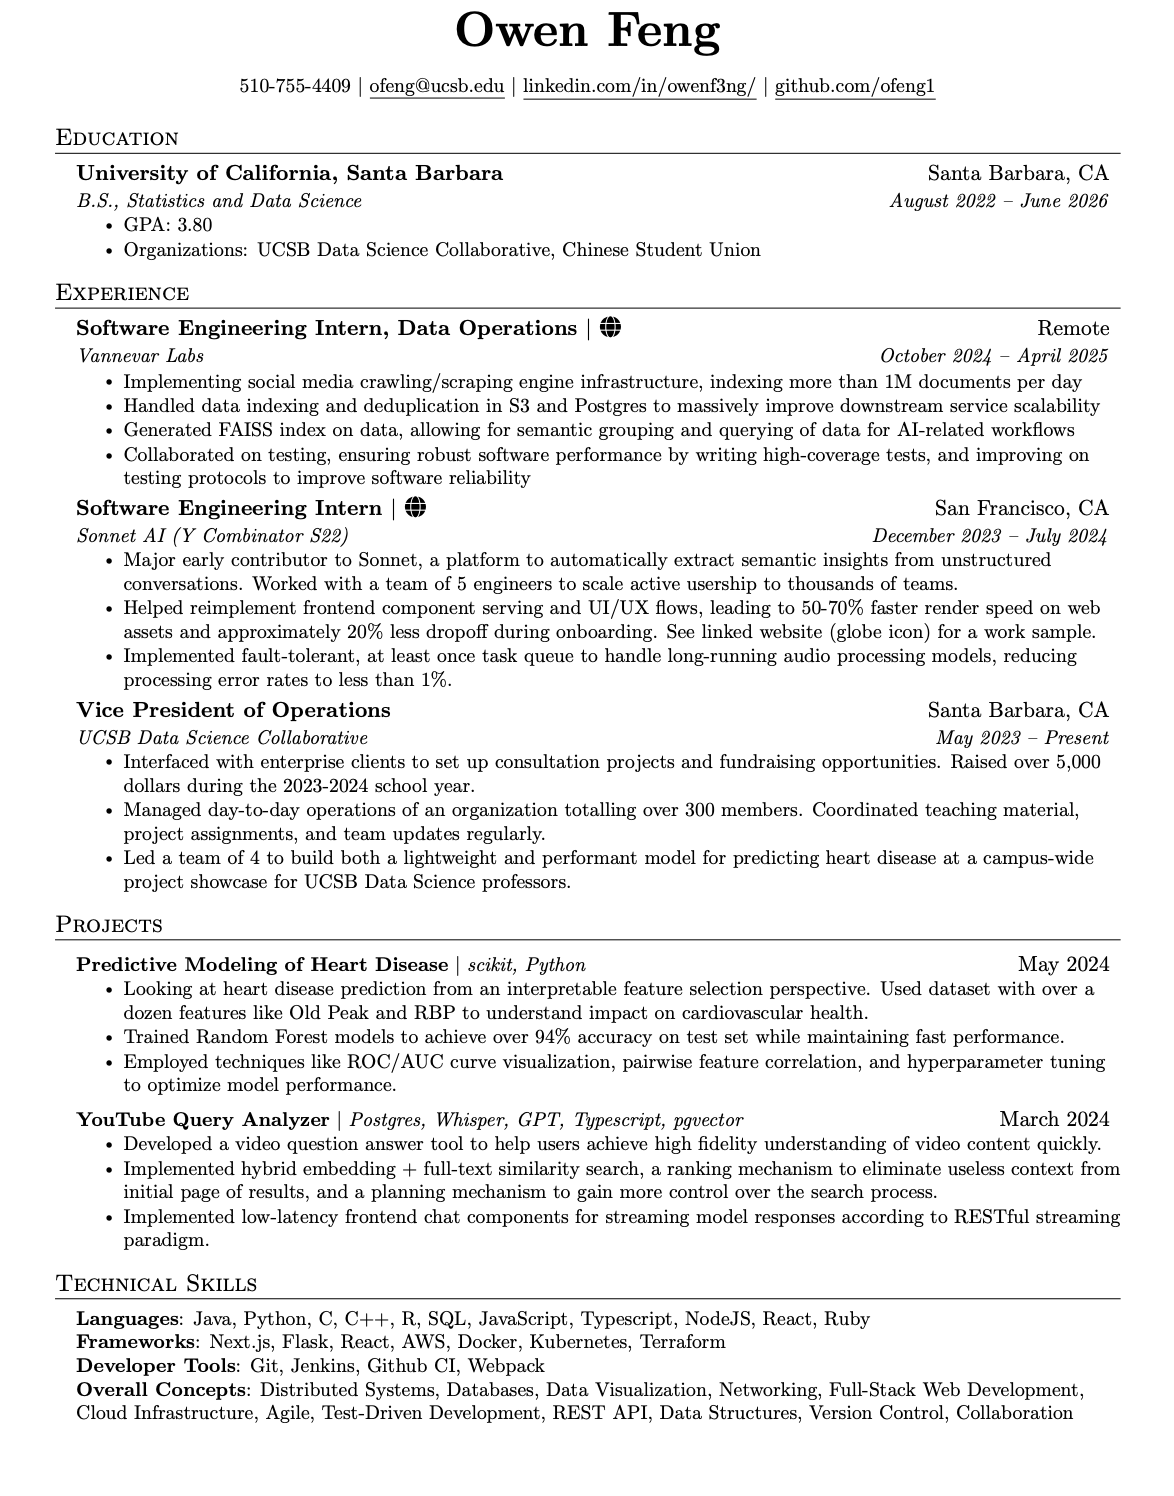 Owen Feng
510-755-4409 | ofeng@ucsb.edu | linkedin.com/in/owenf3ng/ | github.com/ofeng1
Education
University of California, Santa Barbara Santa Barbara, CA
B.S., Statistics and Data Science August 2022 – June 2026
• GPA: 3.80
• Organizations: UCSB Data Science Collaborative, Chinese Student Union
Experience
Software Engineering Intern, Data Operations | Remote
Vannevar Labs October 2024 – April 2025
• Implementing social media crawling/scraping engine infrastructure, indexing more than 1M documents per day
• Handled data indexing and deduplication in S3 and Postgres to massively improve downstream service scalability
• Generated FAISS index on data, allowing for semantic grouping and querying of data for AI-related workflows
• Collaborated on testing, ensuring robust software performance by writing high-coverage tests, and improving on
testing protocols to improve software reliability
Software Engineering Intern | San Francisco, CA
Sonnet AI (Y Combinator S22) December 2023 – July 2024
• Major early contributor to Sonnet, a platform to automatically extract semantic insights from unstructured
conversations. Worked with a team of 5 engineers to scale active usership to thousands of teams.
• Helped reimplement frontend component serving and UI/UX flows, leading to 50-70% faster render speed on web
assets and approximately 20% less dropoff during onboarding. See linked website (globe icon) for a work sample.
• Implemented fault-tolerant, at least once task queue to handle long-running audio processing models, reducing
processing error rates to less than 1%.
Vice President of Operations Santa Barbara, CA
UCSB Data Science Collaborative May 2023 – Present
• Interfaced with enterprise clients to set up consultation projects and fundraising opportunities. Raised over 5,000
dollars during the 2023-2024 school year.
• Managed day-to-day operations of an organization totalling over 300 members. Coordinated teaching material,
project assignments, and team updates regularly.
• Led a team of 4 to build both a lightweight and performant model for predicting heart disease at a campus-wide
project showcase for UCSB Data Science professors.
Projects
Predictive Modeling of Heart Disease | scikit, Python May 2024
• Looking at heart disease prediction from an interpretable feature selection perspective. Used dataset with over a
dozen features like Old Peak and RBP to understand impact on cardiovascular health.
• Trained Random Forest models to achieve over 94% accuracy on test set while maintaining fast performance.
• Employed techniques like ROC/AUC curve visualization, pairwise feature correlation, and hyperparameter tuning
to optimize model performance.
YouTube Query Analyzer | Postgres, Whisper, GPT, Typescript, pgvector March 2024
• Developed a video question answer tool to help users achieve high fidelity understanding of video content quickly.
• Implemented hybrid embedding + full-text similarity search, a ranking mechanism to eliminate useless context from
initial page of results, and a planning mechanism to gain more control over the search process.
• Implemented low-latency frontend chat components for streaming model responses according to RESTful streaming
paradigm.
Technical Skills
Languages: Java, Python, C, C++, R, SQL, JavaScript, Typescript, NodeJS, React, Ruby
Frameworks: Next.js, Flask, React, AWS, Docker, Kubernetes, Terraform
Developer Tools: Git, Jenkins, Github CI, Webpack
Overall Concepts: Distributed Systems, Databases, Data Visualization, Networking, Full-Stack Web Development,
Cloud Infrastructure, Agile, Test-Driven Development, REST API, Data Structures, Version Control, Collaboration